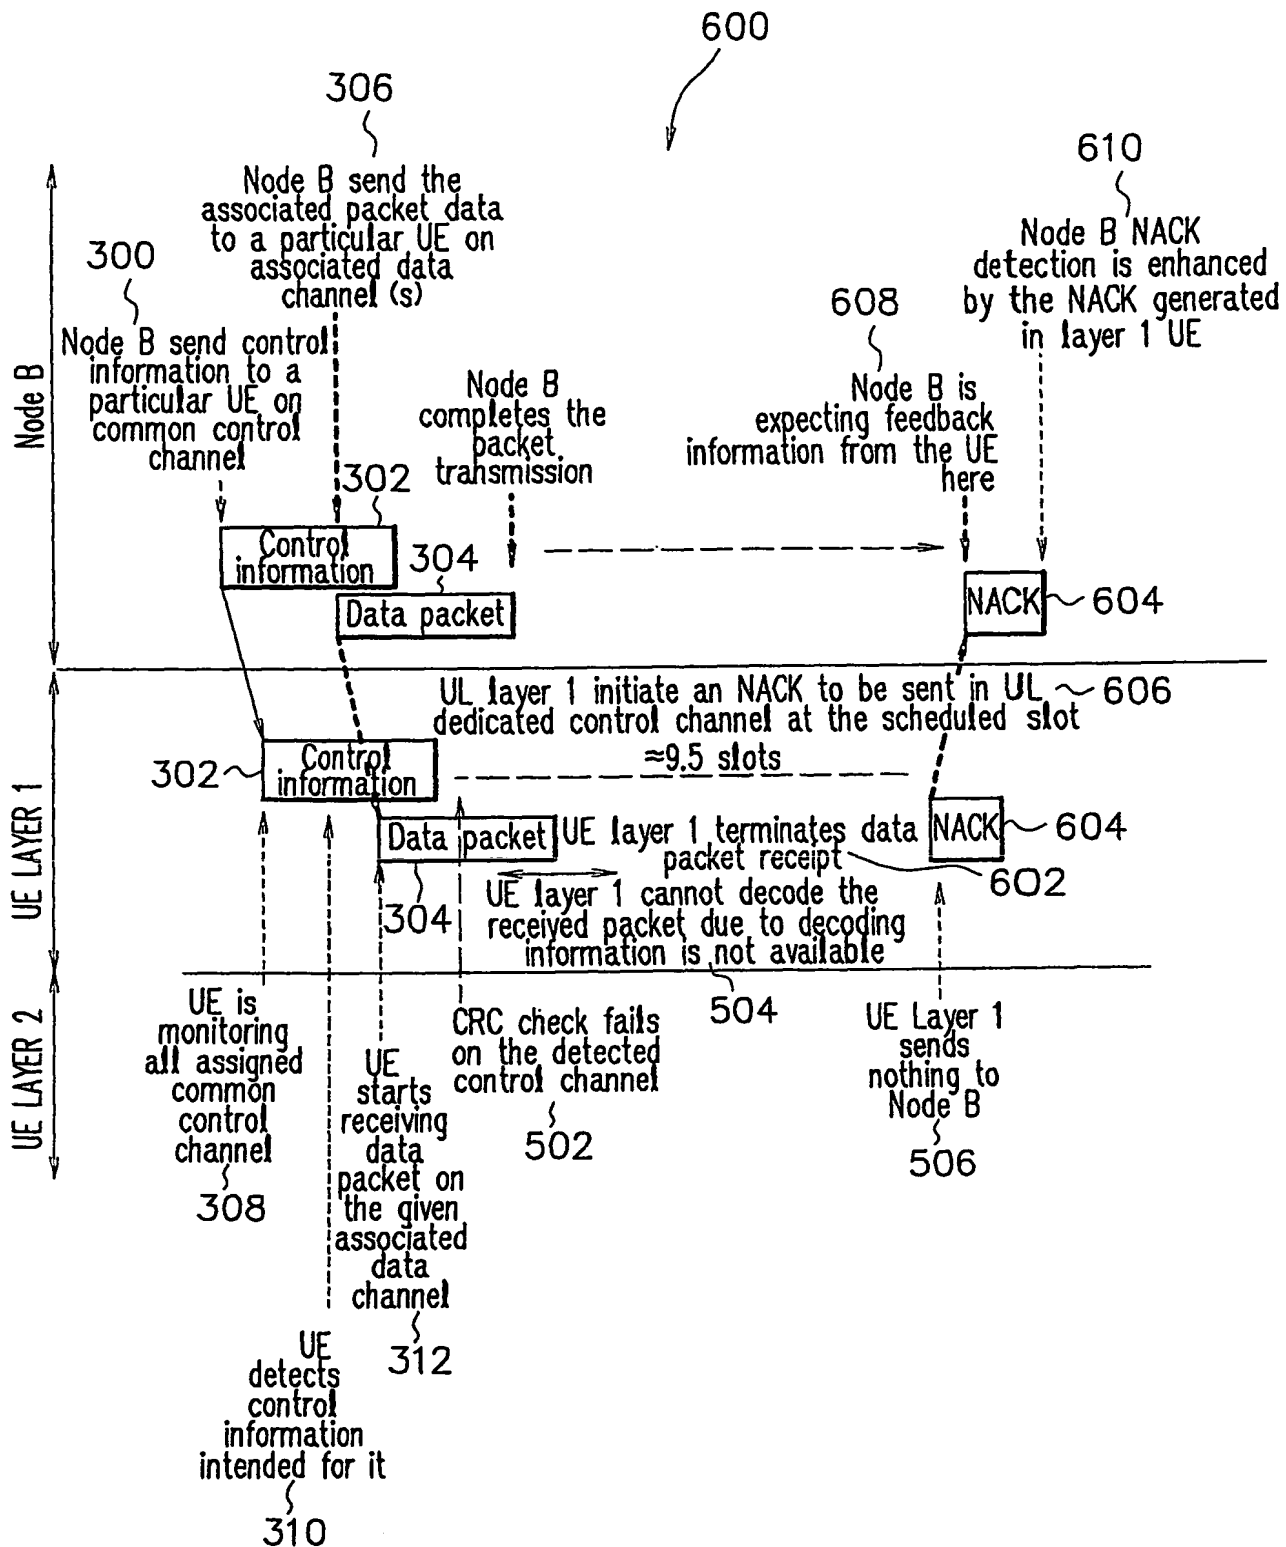 600
306
Node B send the
associated packet data
to a particular UE on
associated data
channel (s)
610
Node B NACK
detection is enhanced
by the NACK generated
in layer 1 UE
300
Node B send control
information to a
particular UE on
common control
channel
608
Node B is
expecting feedback
information from the UE
here
Node B
completes the
packet
transmission
Node B
302
Control
information
304
Data packet
NACK
604
UL layer 1 initiate an NACK to be sent in UL
dedicated control channel at the scheduled slot
606
≈9.5 slots
302
Control
information
UE LAYER 1
Data packet
304
UE layer 1 terminates data
packet receipt
602
NACK
604
UE layer 1 cannot decode the
received packet due to decoding
information is not available
504
UE LAYER 2
UE is
monitoring
all assigned
common
control
channel
308
UE
starts
receiving
data
packet on
the given
associated
data
channel
312
CRC check fails
on the detected
control channel
502
UE Layer 1
sends
nothing to
Node B
506
UE
detects
control
information
intended for it
310